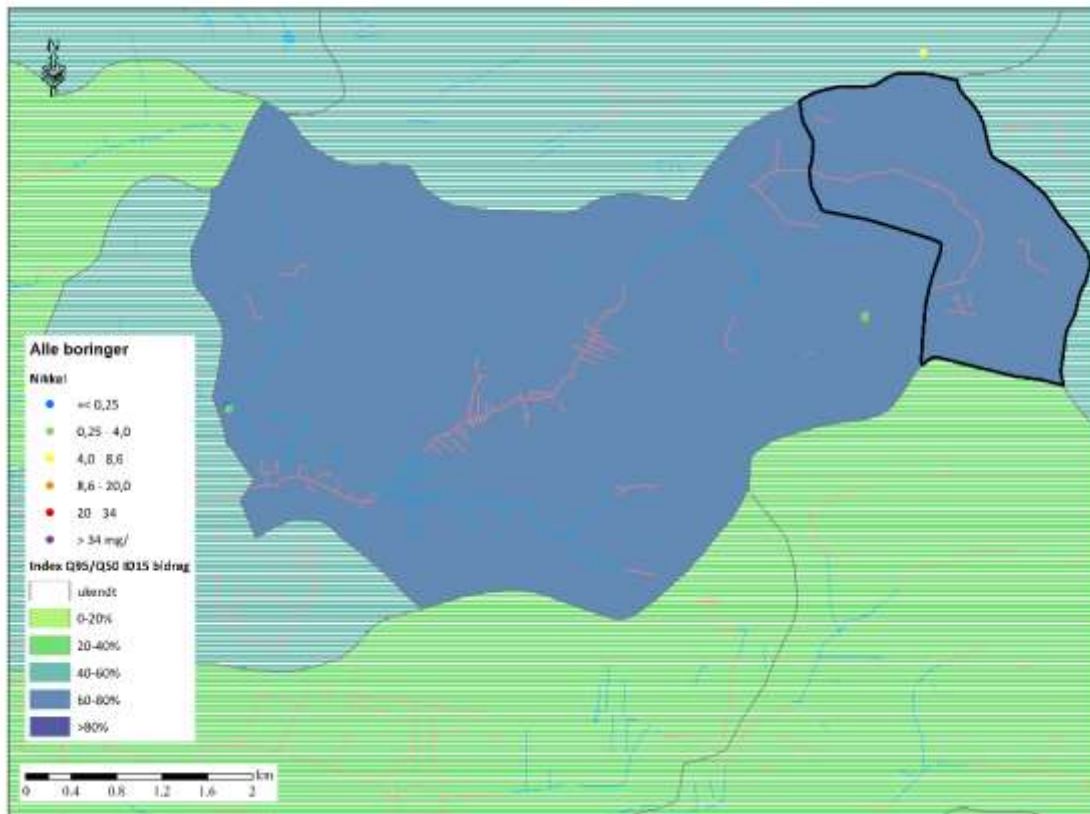 N
Alle boringer
Nikkel
=< 0,25
0,25 - 4,0
4,0 - 8,6
8,6 - 20,0
20 - 34
> 34 mg/
Index Q95/Q50 ID15 bidrag
ukendt
0-20%
20-40%
40-60%
60-80%
>80%
km
0 0.4 0.8 1.2 1.6 2